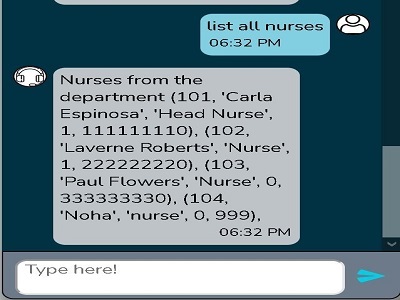 list all nurses
06:32 PM
Nurses from the
department (101, 'Carla
Espinosa', 'Head Nurse',
1, 111111110), (102,
'Laverne Roberts', 'Nurse',
1, 222222220), (103,
'Paul Flowers', 'Nurse', 0,
333333330), (104,
'Noha', 'nurse', 0, 999),
06:32 PM
Type here!